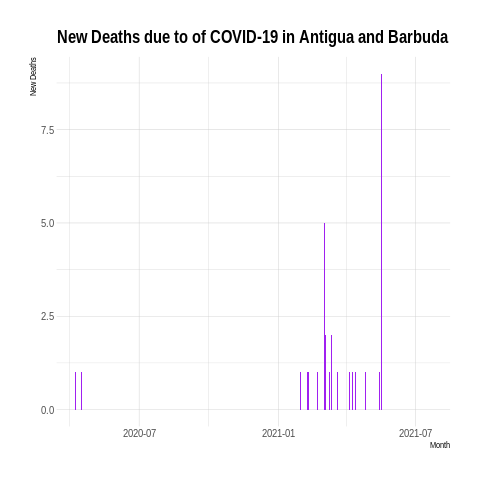 New Deaths due to of COVID-19 in Antigua and Barbuda
New Deaths
7.5
5.0
2.5
0.0
2020-07 2021-01 2021-07
Month